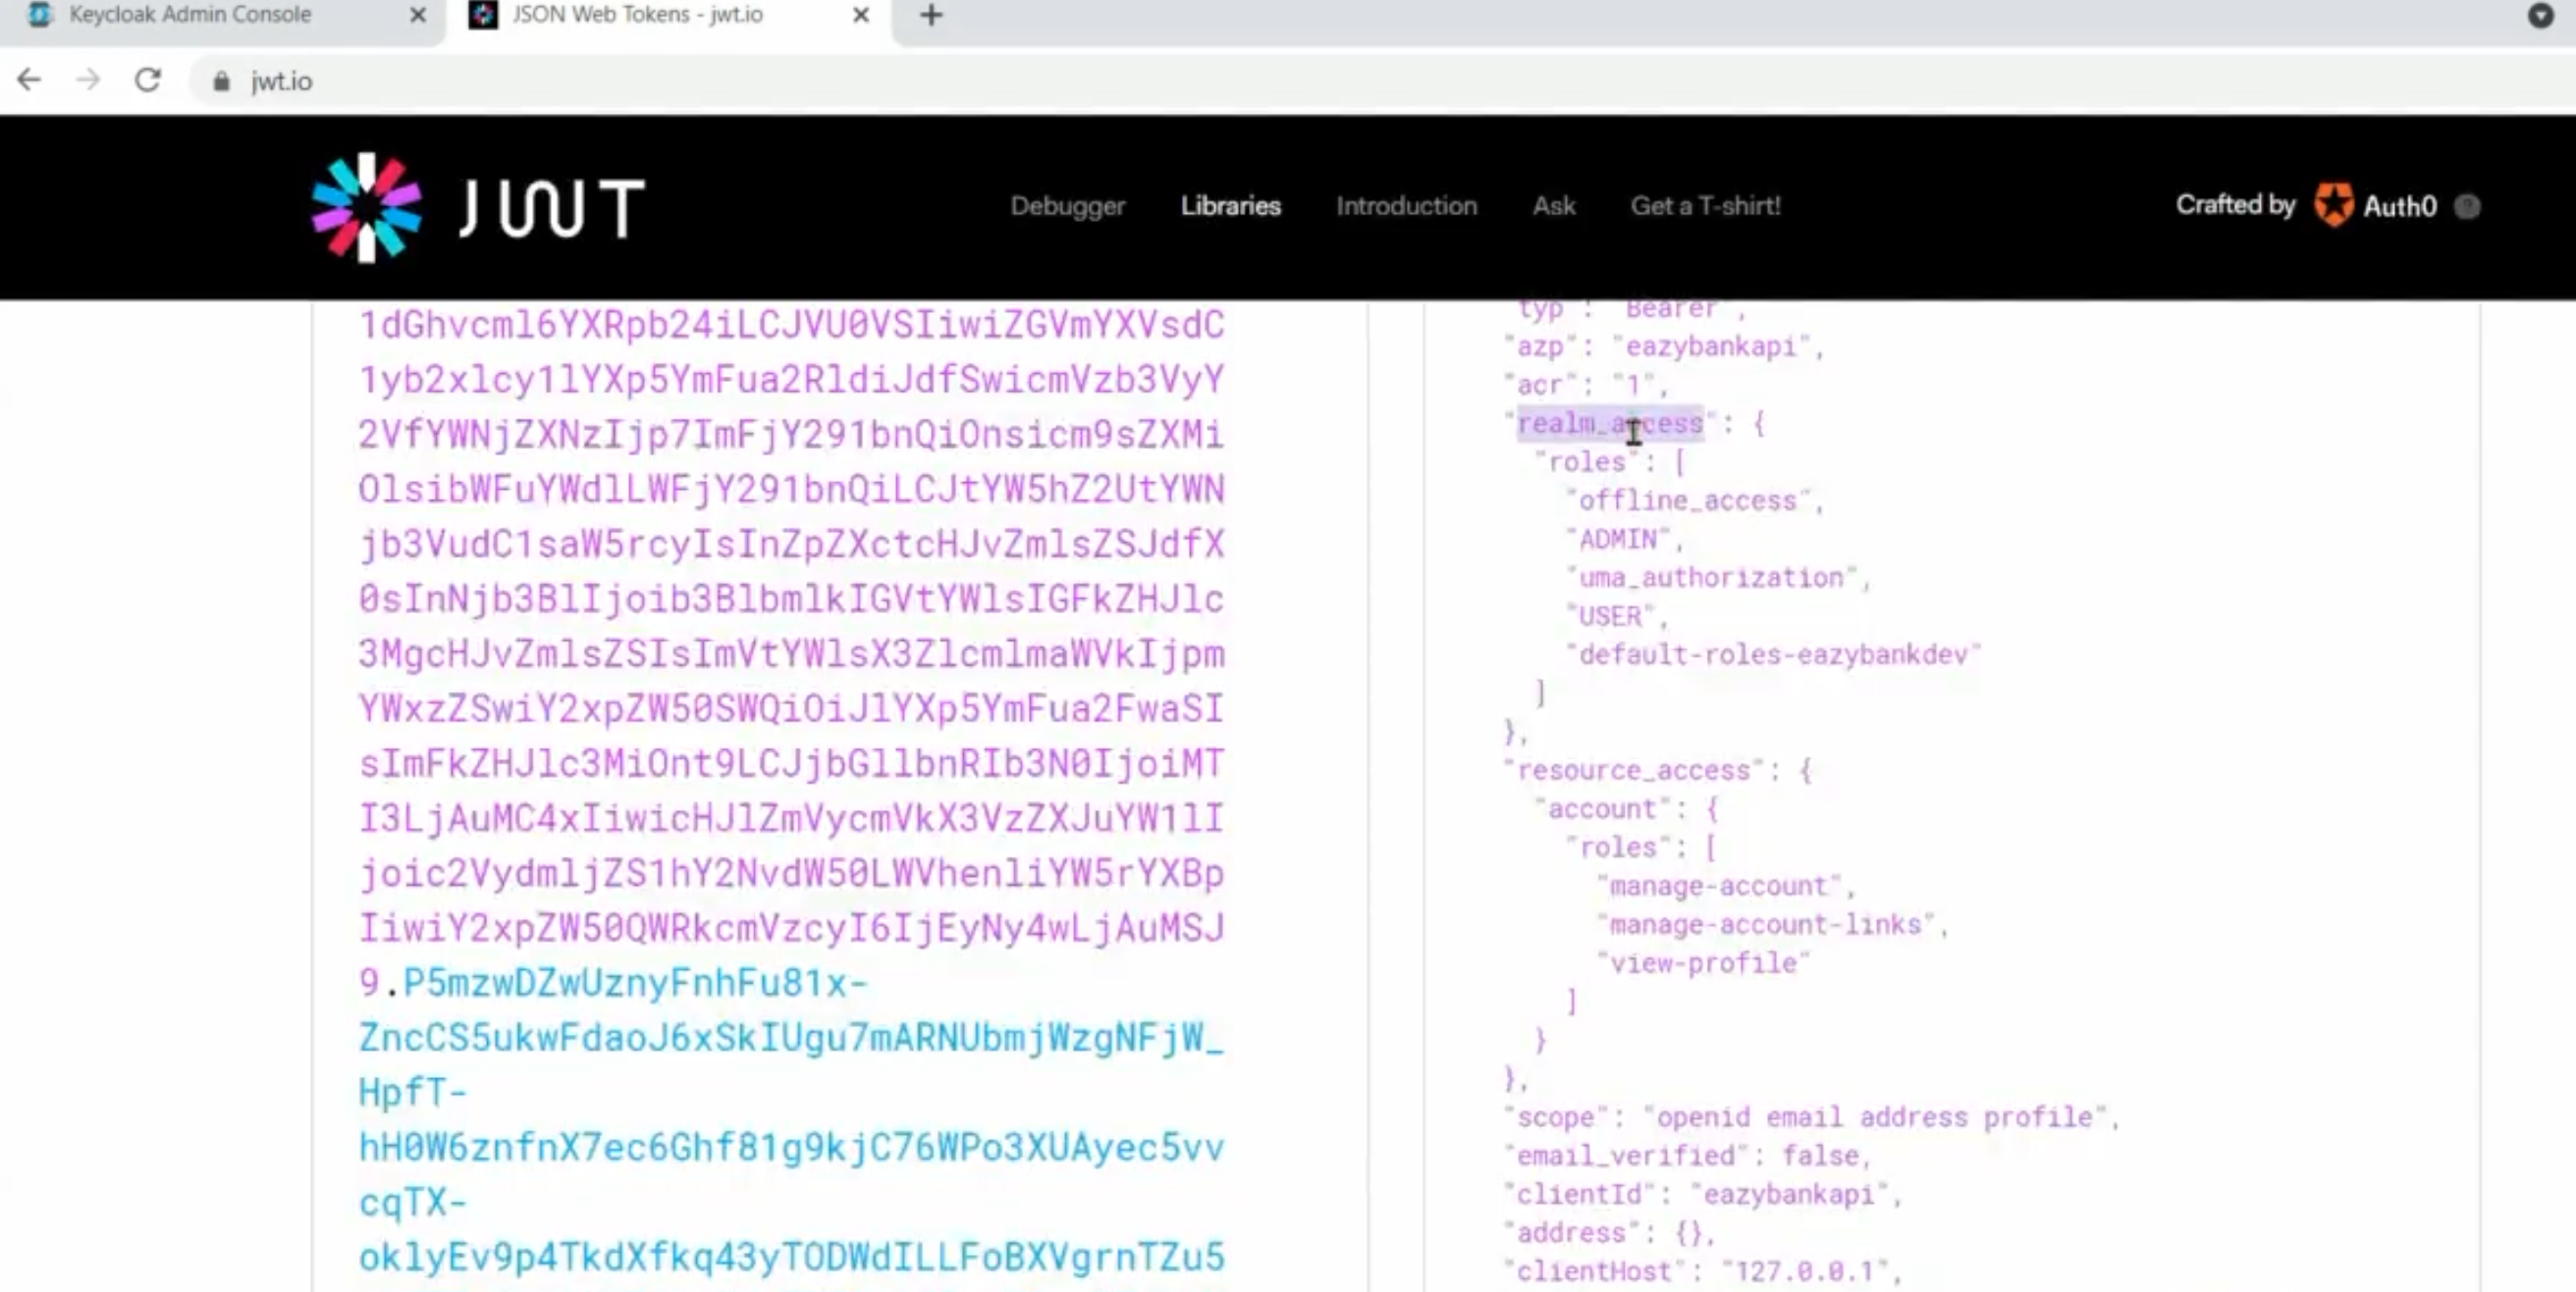 Keycloak Admin Console
JSON Web Tokens - jwt.io
jwt.io
JWT
Debugger
Libraries
Introduction
Ask
Get a T-shirt!
Crafted by Auth0
1dGhvcml6YXRpb24iLCJVU0VSIiwiZGVmYXVsdC
1yb2xlcy1lYXp5YmFua2RldiJdfSwicmVzb3VyY
2VfYWNjZXNzIjp7ImFjY291bnQiOnsicm9sZXMi
OlsibWFuYWdlLWFjY291bnQiLCJtYW5hZ2UtYWN
jb3VudC1saW5rcyIsInZpZXctcHJvZmlsZSJdfX
0sInNjb3BlIjoib3BlbmlkIGVtYWlsIGFkZHJlc
3MgcHJvZmlsZSIsImVtYWlsX3ZlcmlmaWVkIjpm
YWxzZSwiY2xpZW50SWQiOiJlYXp5YmFua2FwaSI
sImFkZHJlc3MiOnt9LCJjbGllbnRIb3N0IjoiMT
I3LjAuMC4xIiwicHJlZmVycmVkX3VzZXJuYW1lI
joic2VydmljZS1hY2NvdW50LWVhenliYW5rYXBp
IiwiY2xpZW50QWRkcmVzcyI6IjEyNy4wLjAuMSJ
9.P5mzwDZwUznyFnhFu81x-
ZncCS5ukwFdaoJ6xSkIUgu7mARNUbmjWzgNFjW_
HpfT-
hH0W6znfnX7ec6Ghf81g9kjC76WPo3XUAyec5vv
cqTX-
oklyEv9p4TkdXfkq43yTODWdILLFoBXVgrnTZu5
"typ": "Bearer",
"azp": "eazybankapi",
"acr": "1",
"realm_access": {
"roles": [
"offline_access",
"ADMIN",
"uma_authorization",
"USER",
"default-roles-eazybankdev"
]
},
"resource_access": {
"account": {
"roles": [
"manage-account",
"manage-account-links",
"view-profile"
]
}
},
"scope": "openid email address profile",
"email_verified": false,
"clientId": "eazybankapi",
"address": {},
"clientHost": "127.0.0.1",